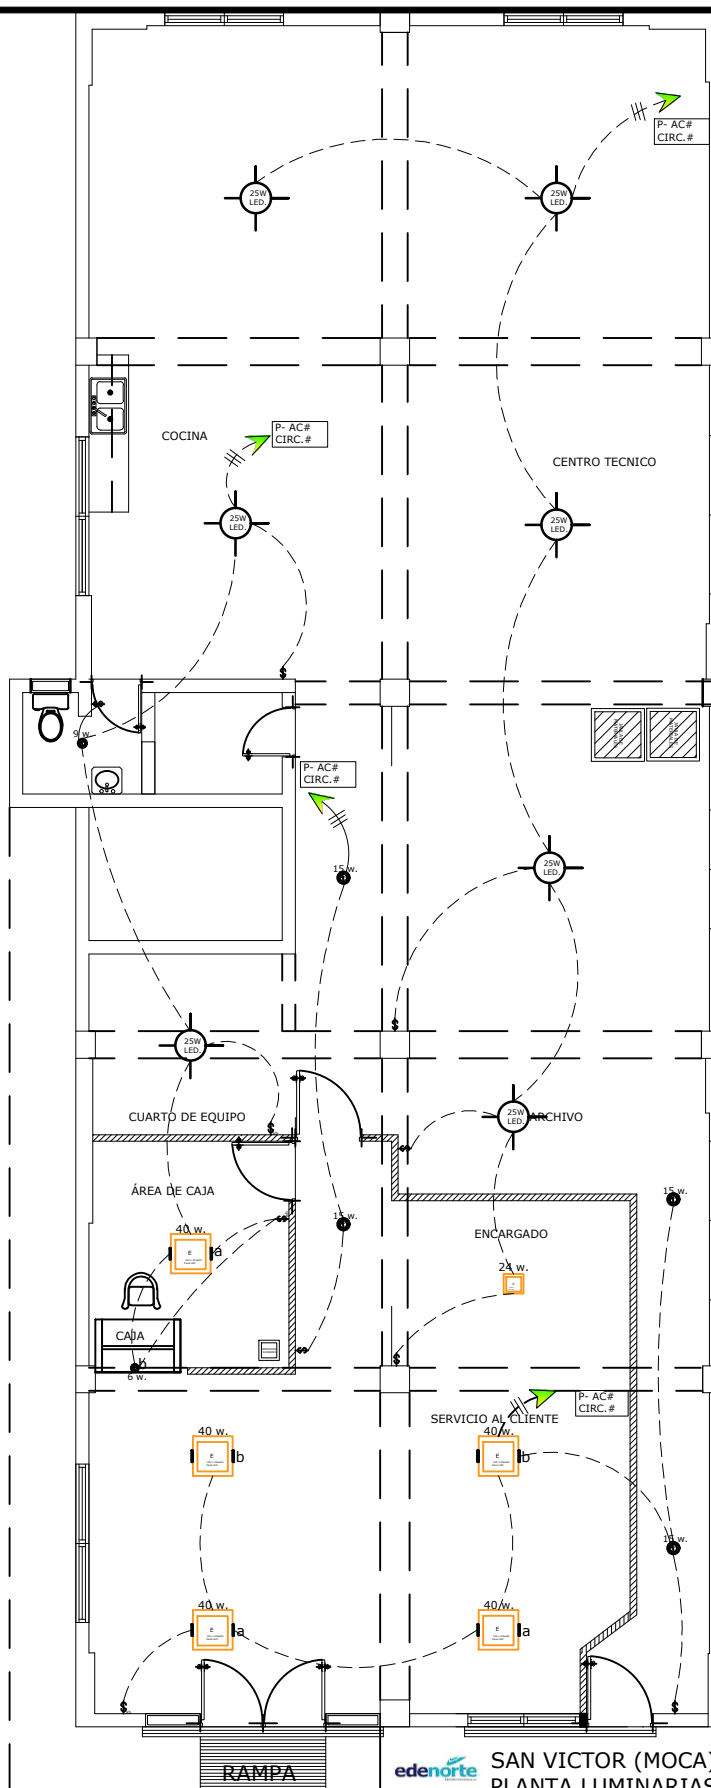 P- AC#
CIRC.#
25W
LED.
25W
LED.
P- AC#
CIRC.#
COCINA
CENTRO TECNICO
25W
LED.
25W
LED.
9 w.
P- AC#
CIRC.#
15 w.
25W
LED.
25W
LED.
CUARTO DE EQUIPO
25W
LED.
ARCHIVO
ÁREA DE CAJA
15 w.
15 w.
40 w.
E
a
ENCARGADO
24 w.
CAJA
b
6 w.
P- AC#
CIRC.#
SERVICIO AL CLIENTE
40 w.
E
b
40 w.
E
b
15 w.
40 w.
E
a
40 w.
E
a
RAMPA
edenorte
SAN VICTOR (MOCA)
PLANTA LUMINARIAS